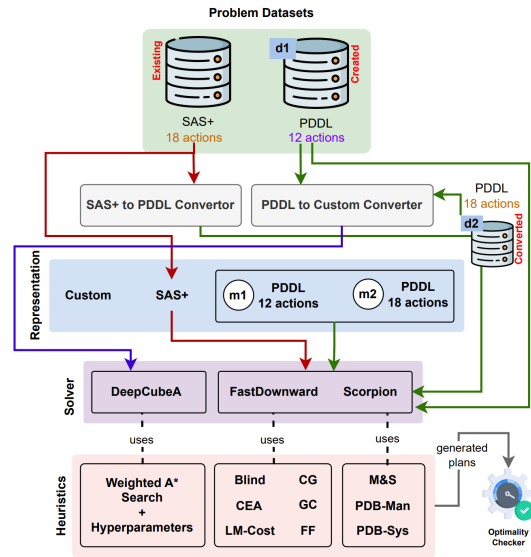 Problem Datasets
Existing
d1
Created
SAS+
18 actions
PDDL
12 actions
SAS+ to PDDL Convertor
PDDL to Custom Converter
PDDL
18 actions
d2
Converted
Representation
Custom
SAS+
m1
PDDL
12 actions
m2
PDDL
18 actions
Solver
DeepCubeA
FastDownward
Scorpion
uses
uses
uses
generated
plans
Heuristics
Weighted A*
Search
+
Hyperparameters
Blind
CG
CEA
GC
LM-Cost
FF
M&S
PDB-Man
PDB-Sys
Optimality
Checker